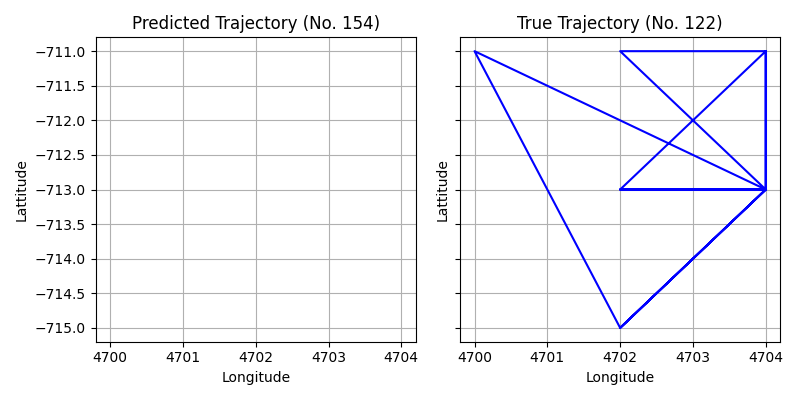 Predicted Trajectory (No. 154)
True Trajectory (No. 122)
Lattitude
−711.0
−711.5
−712.0
−712.5
−713.0
−713.5
−714.0
−714.5
−715.0
4700 4701 4702 4703 4704
Longitude
Lattitude
4700 4701 4702 4703 4704
Longitude